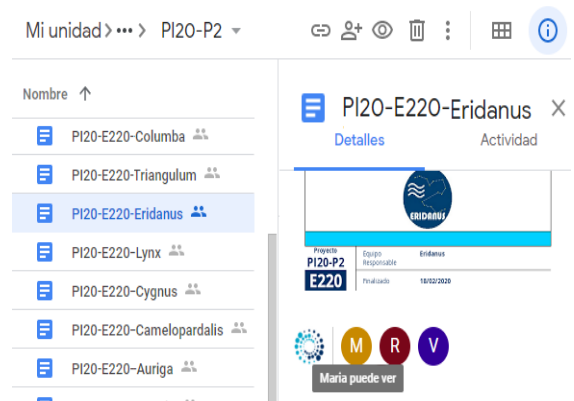 Mi unidad > ••• > PI20-P2
Nombre
PI20-E220-Columba
PI20-E220-Triangulum
PI20-E220-Eridanus
PI20-E220-Lynx
PI20-E220-Cygnus
PI20-E220-Camelopardalis
PI20-E220-Auriga
PI20-E220-Eridanus
Detalles Actividad
ERIDANUS
Proyecto
PI20-P2
E220
Equipo Responsable Eridanus
Finalizado 18/02/2020
M R V
Maria puede ver